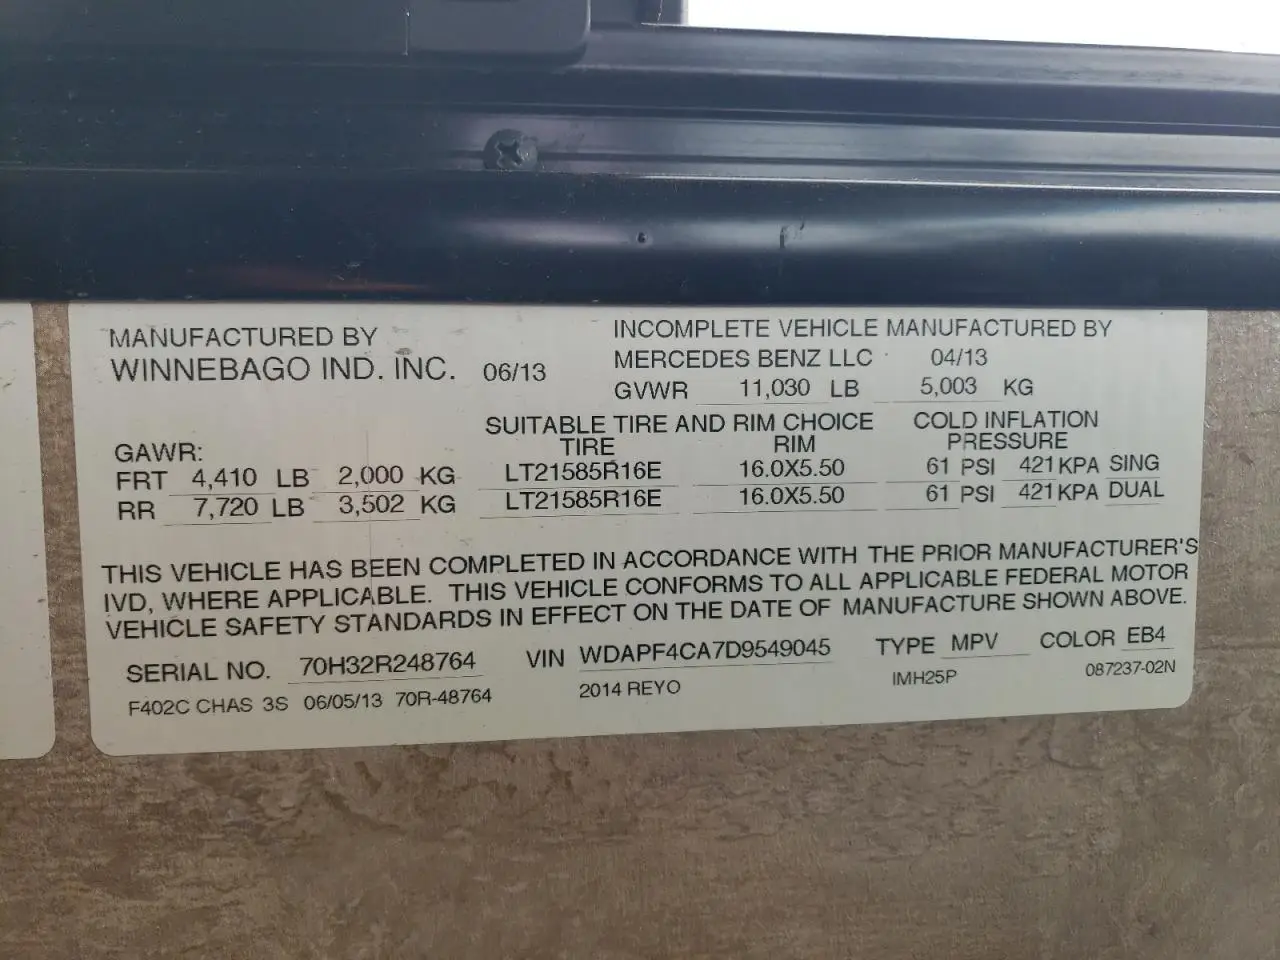 MANUFACTURED BY
WINNEBAGO IND. INC. 06/13
INCOMPLETE VEHICLE MANUFACTURED BY
MERCEDES BENZ LLC 04/13
GVWR 11,030 LB 5,003 KG
SUITABLE TIRE AND RIM CHOICE COLD INFLATION
GAWR: TIRE RIM PRESSURE
FRT 4,410 LB 2,000 KG LT21585R16E 16.0X5.50 61 PSI 421 KPA SING
RR 7,720 LB 3,502 KG LT21585R16E 16.0X5.50 61 PSI 421 KPA DUAL
THIS VEHICLE HAS BEEN COMPLETED IN ACCORDANCE WITH THE PRIOR MANUFACTURER'S
IVD, WHERE APPLICABLE. THIS VEHICLE CONFORMS TO ALL APPLICABLE FEDERAL MOTOR
VEHICLE SAFETY STANDARDS IN EFFECT ON THE DATE OF MANUFACTURE SHOWN ABOVE.
SERIAL NO. 70H32R248764 VIN WDAPF4CA7D9549045 TYPE MPV COLOR EB4
F402C CHAS 3S 06/05/13 70R-48764 2014 REYO IMH25P 087237-02N